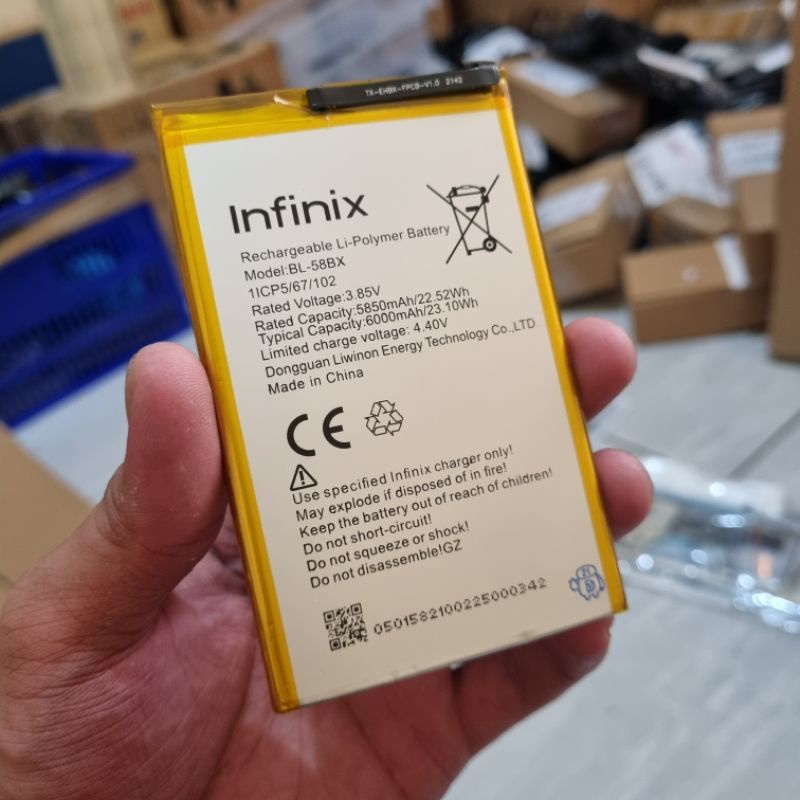 TX-EHBX-FPCB-V1.0 2142
Infinix
Rechargeable Li-Polymer Battery
Model:BL-58BX
1ICP5/67/102
Rated Voltage:3.85V
Rated Capacity:5850mAh/22.52Wh
Typical Capacity:6000mAh/23.10Wh
Limited charge voltage: 4.40V
Dongguan Liwinon Energy Technology Co.,LTD.
Made in China
CE
Use specified Infinix charger only!
May explode if disposed of in fire!
Keep the battery out of reach of children!
Do not short-circuit!
Do not squeeze or shock!
Do not disassemble!GZ
0501582100225000342